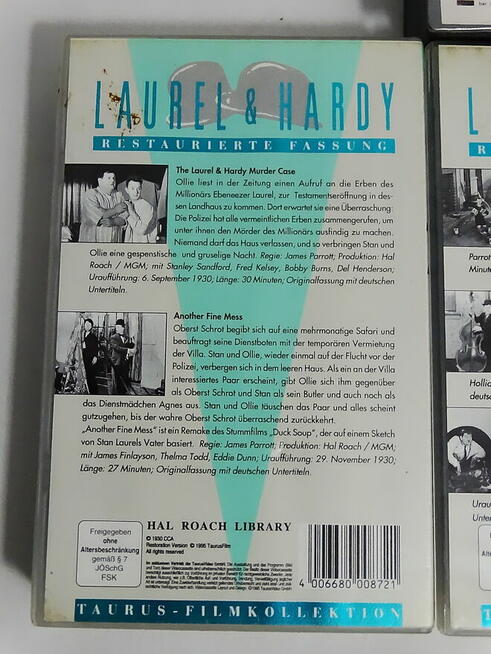 LAUREL & HARDY
RESTAURIERTE FASSUNG
The Laurel & Hardy Murder Case
Ollie liest in der Zeitung einen Aufruf an die Erben des
Millionärs Ebeneezer Laurel, zur Testamentseröffnung in des-
sen Landhaus zu kommen. Dort erwartet sie eine Überraschung:
Die Polizei hat alle vermeintlichen Erben zusammengerufen, um
unter ihnen den Mörder des Millionärs ausfindig zu machen.
Niemand darf das Haus verlassen, und so verbringen Stan und
Ollie eine gespenstische und gruselige Nacht. Regie: James Parrott; Produktion: Hal
Roach / MGM; mit Stanley Sandford, Fred Kelsey, Bobby Burns, Del Henderson;
Uraufführung: 6. September 1930; Länge: 30 Minuten; Originalfassung mit deutschen
Untertiteln.
Another Fine Mess
Oberst Schrot begibt sich auf eine mehrmonatige Safari und
beauftragt seine Dienstboten mit der temporären Vermietung
der Villa. Stan und Ollie, wieder einmal auf der Flucht vor der
Polizei, verbergen sich in dem leeren Haus. Als ein an der Villa
interessiertes Paar erscheint, gibt Ollie sich ihm gegenüber
als Oberst Schrot und Stan als sein Butler und auch noch als
das Dienstmädchen Agnes aus. Stan und Ollie täuschen das Paar und alles scheint
gutzugehen, bis der wahre Oberst Schrot überraschend zurückkehrt.
„Another Fine Mess" ist ein Remake des Stummfilms „Duck Soup", der auf einem Sketch
von Stan Laurels Vater basiert. Regie: James Parrott; Produktion: Hal Roach / MGM;
mit James Finlayson, Thelma Todd, Eddie Dunn; Uraufführung: 29. November 1930;
Länge: 27 Minuten; Originalfassung mit deutschen Untertiteln.
Freigegeben
ohne
Altersbeschränkung
gemäß § 7
JÖSchG
FSK
HAL ROACH LIBRARY
© 1930 CCA
Restoration Version © 1995 TaurusFilm
All rights reserved
4 006680 008721
TAURUS-FILMKOLLEKTION
L
R
Parrot
Minut
Hollic
deutsc
Urau
Unter
T